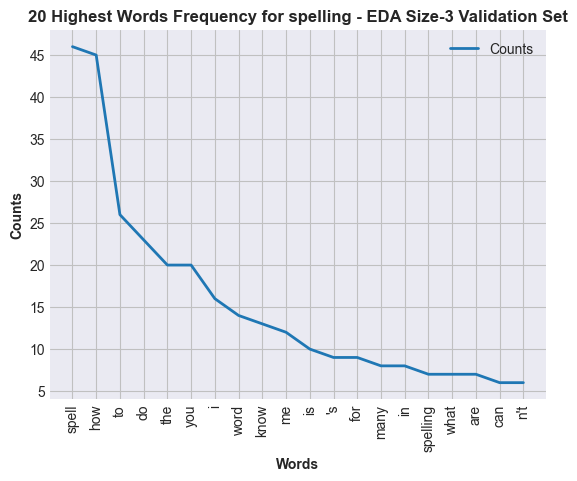 20 Highest Words Frequency for spelling - EDA Size-3 Validation Set
Counts
45
40
35
30
25
20
15
10
5
Counts
spell
how
to
do
the
you
i
word
know
me
is
's
for
many
in
spelling
what
are
can
n't
Words